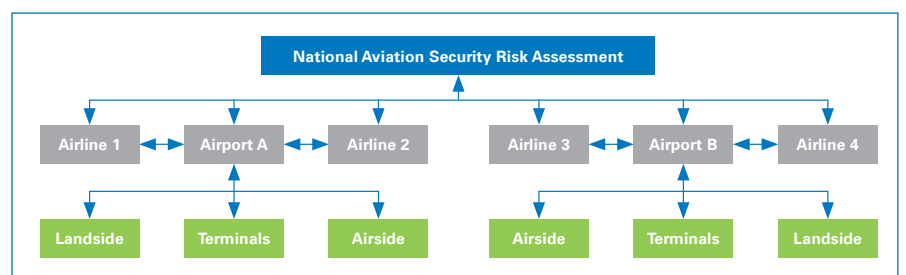 National Aviation Security Risk Assessment
Airline 1
Airport A
Airline 2
Airline 3
Airport B
Airline 4
Landside
Terminals
Airside
Airside
Terminals
Landside